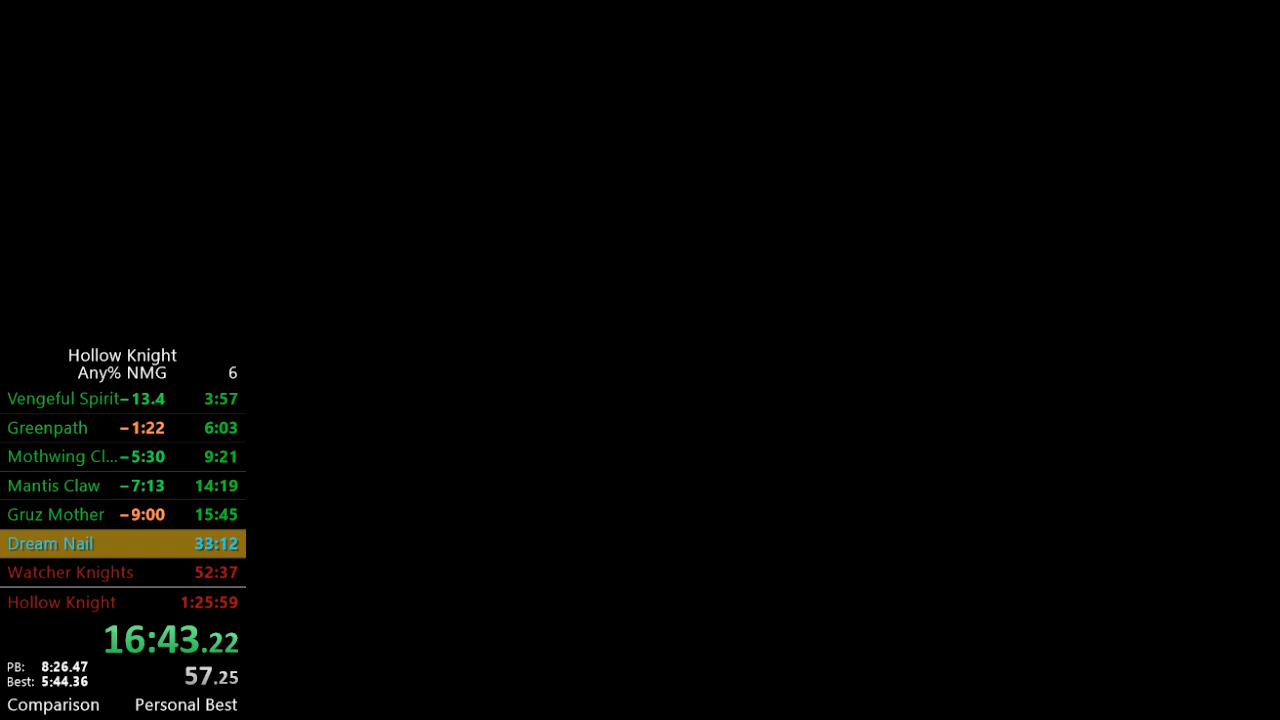 Hollow Knight
Any% NMG 6
Vengeful Spirit −13.4 3:57
Greenpath −1:22 6:03
Mothwing Cl... −5:30 9:21
Mantis Claw −7:13 14:19
Gruz Mother −9:00 15:45
Dream Nail 33:12
Watcher Knights 52:37
Hollow Knight 1:25:59
16:43.22
PB: 8:26.47
Best: 5:44.36
57.25
Comparison Personal Best